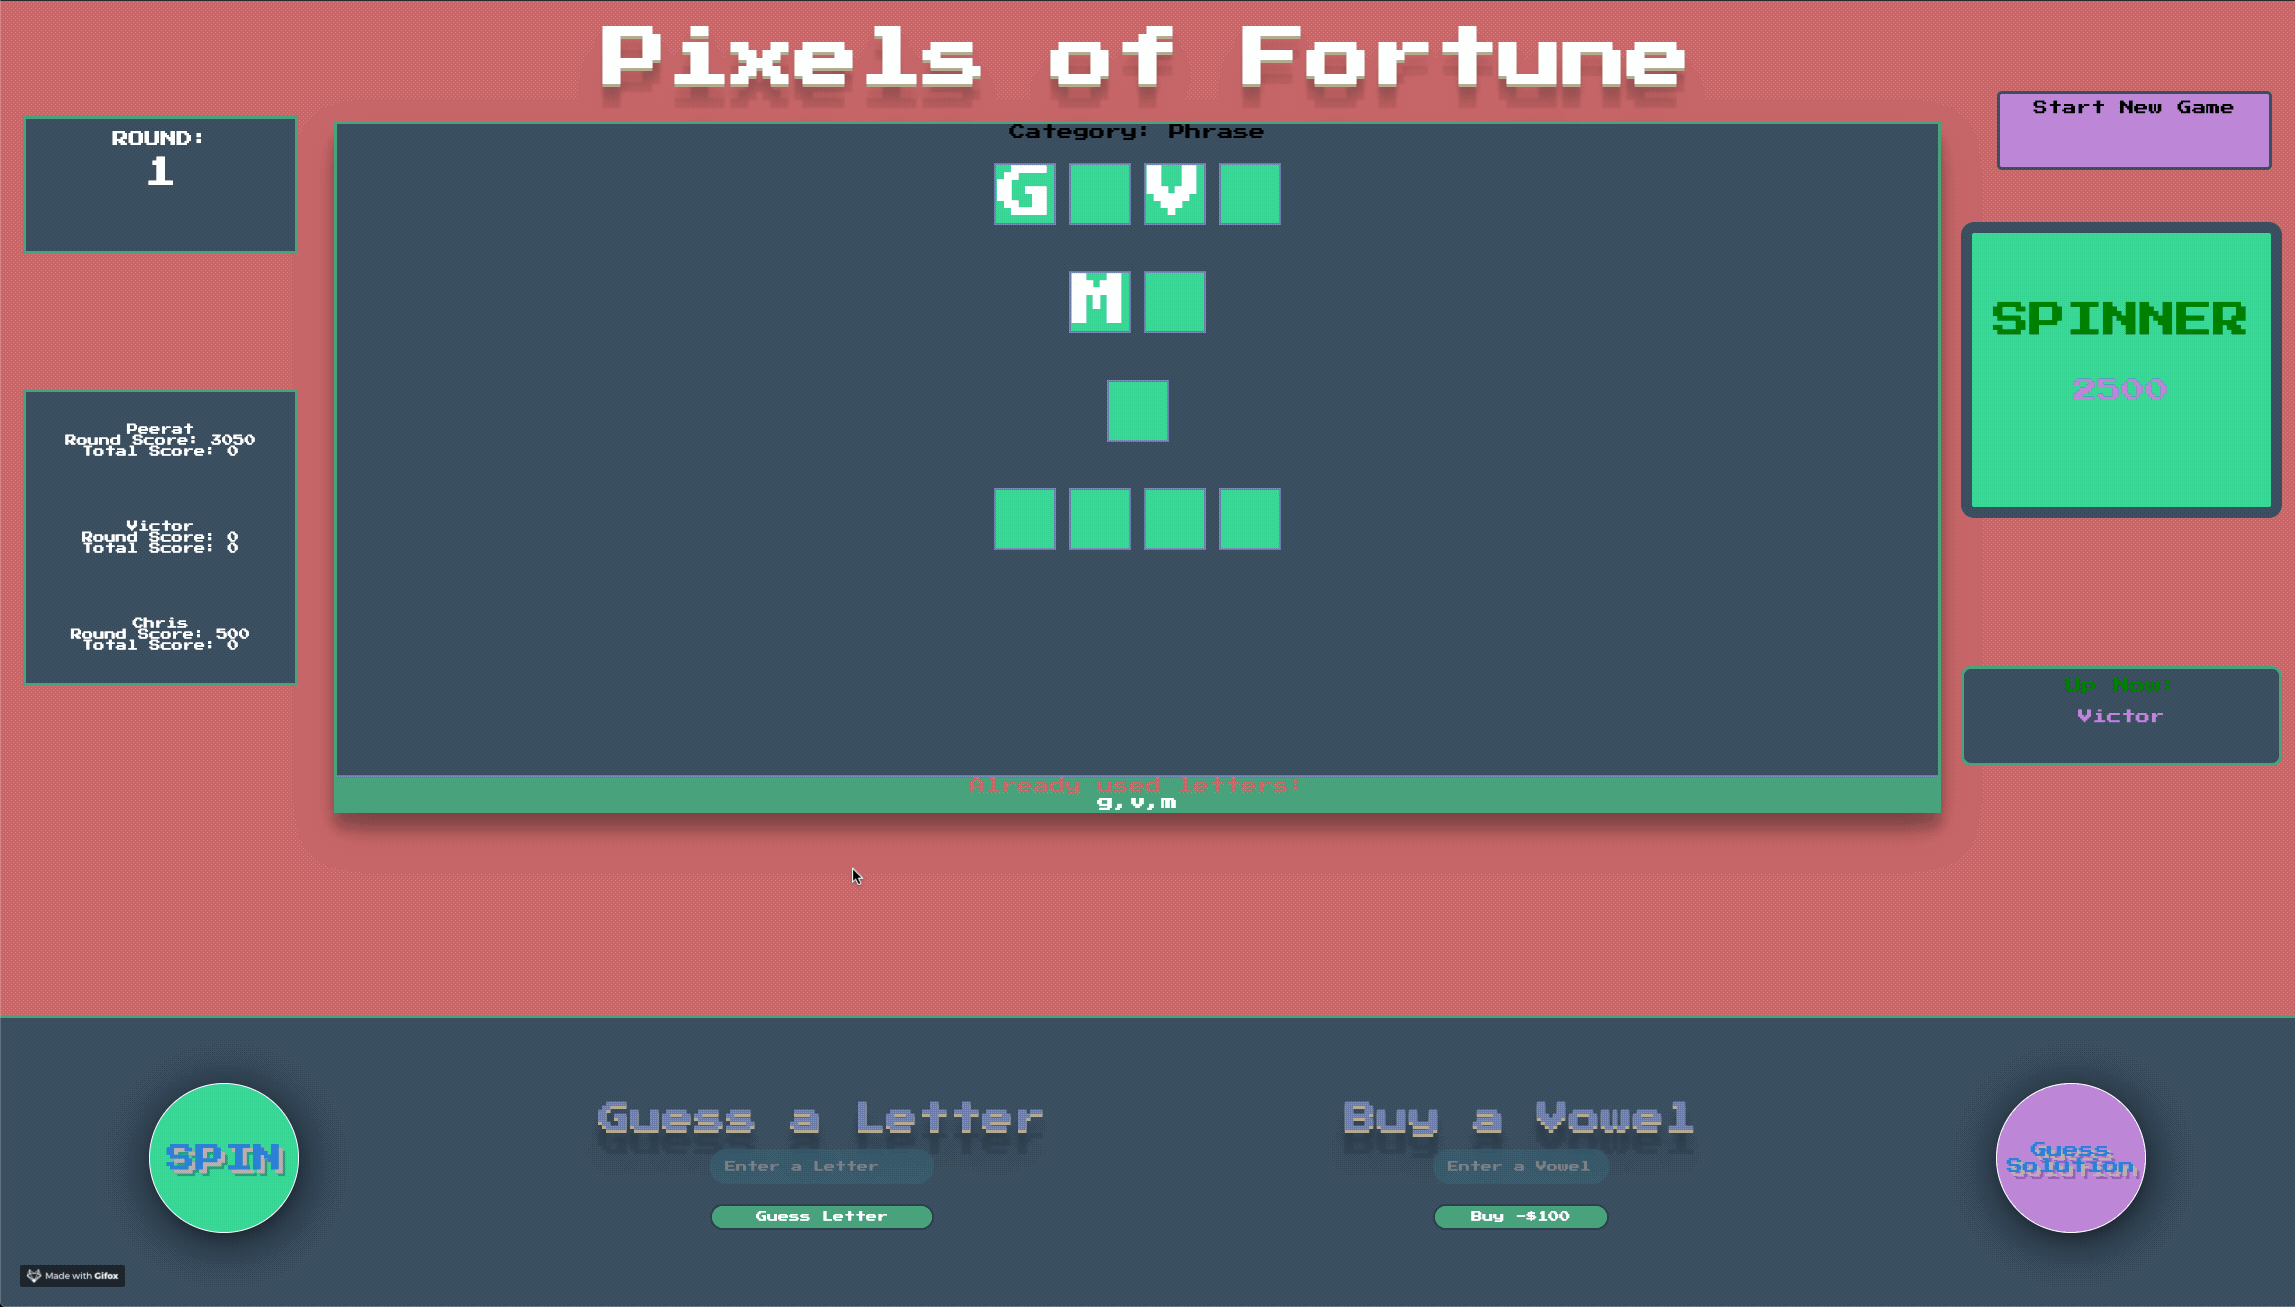 Pixels of Fortune
Start New Game
ROUND:
1
Category: Phrase
G V
M
SPINNER
2500
Peerat
Round Score: 3050
Total Score: 0
Victor
Round Score: 0
Total Score: 0
Chris
Round Score: 500
Total Score: 0
Up Now:
Victor
Already used letters:
g,v,m
SPIN
Guess a Letter
Enter a Letter
Guess Letter
Buy a Vowel
Enter a Vowel
Buy -$100
Guess
Solution
Made with Gifox